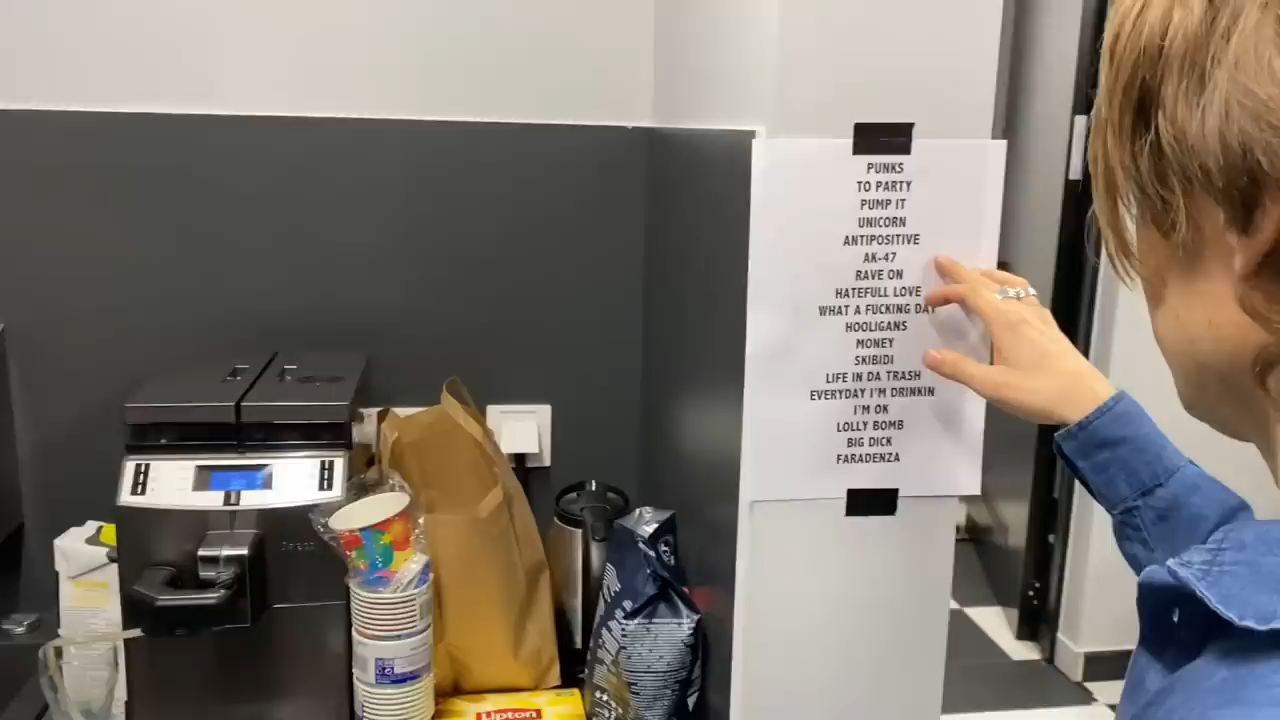 PUNKS
TO PARTY
PUMP IT
UNICORN
ANTIPOSITIVE
AK-47
RAVE ON
HATEFULL LOVE
WHAT A FUCKING DAY
HOOLIGANS
MONEY
SKIBIDI
LIFE IN DA TRASH
EVERYDAY I'M DRINKIN
I'M OK
LOLLY BOMB
BIG DICK
FARADENZA
Lipton